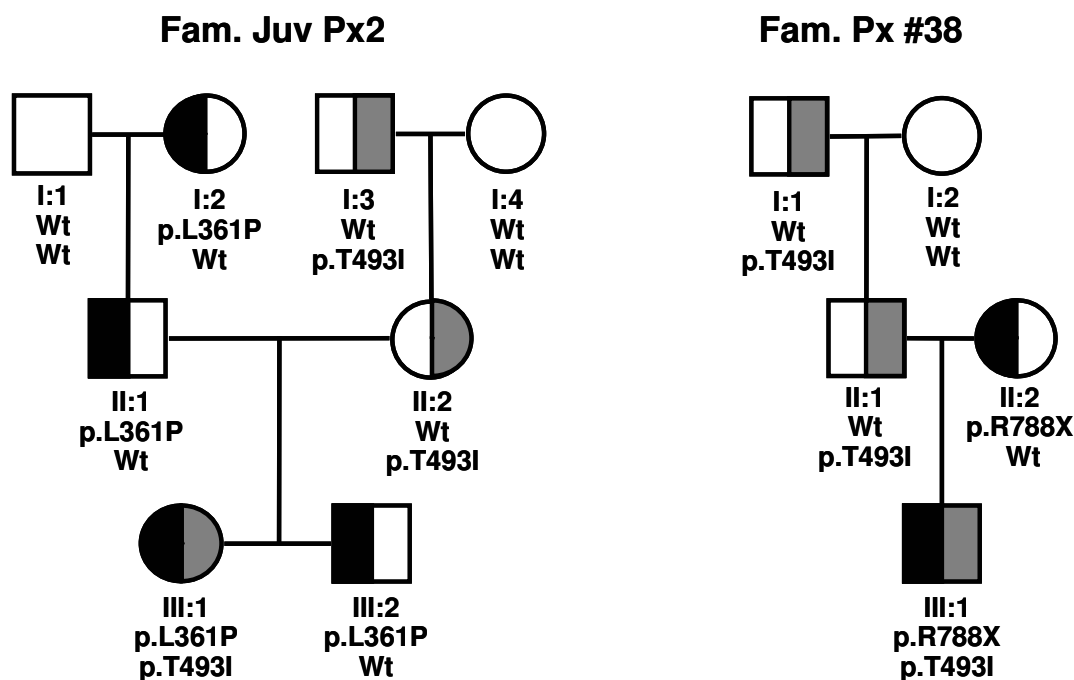 Fam. Juv Px2
Fam. Px #38
I:1
Wt
Wt
I:2
p.L361P
Wt
I:3
Wt
p.T493I
I:4
Wt
Wt
I:1
Wt
p.T493I
I:2
Wt
Wt
II:1
p.L361P
Wt
II:2
Wt
p.T493I
II:1
Wt
p.T493I
II:2
p.R788X
Wt
III:1
p.L361P
p.T493I
III:2
p.L361P
Wt
III:1
p.R788X
p.T493I